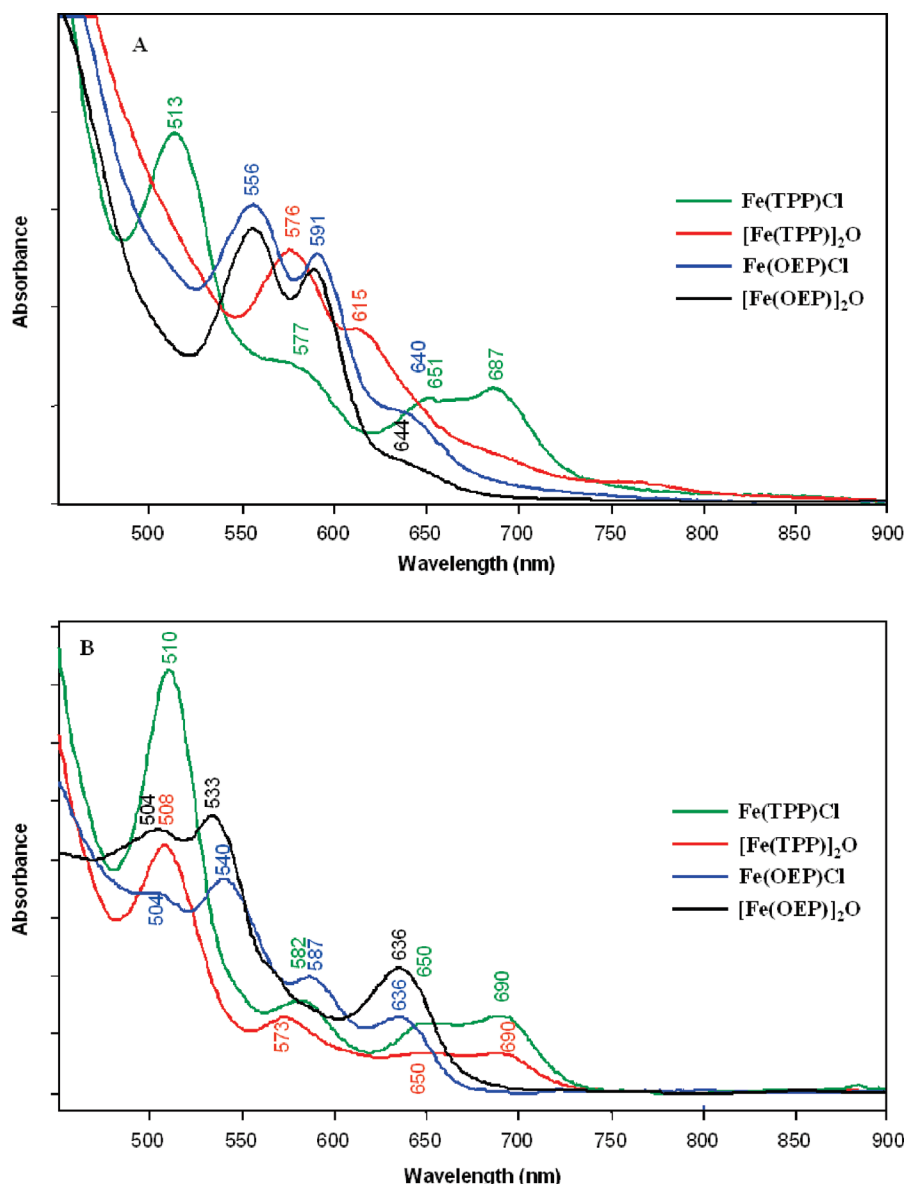 A
513
556
576
591
615
577
640
651
687
644
Absorbance
Fe(TPP)Cl
[Fe(TPP)]₂O
Fe(OEP)Cl
[Fe(OEP)]₂O
500 550 600 650 700 750 800 850 900
Wavelength (nm)
B
510
504
508
533
504
540
582
587
573
636
636
650
650
690
690
Absorbance
Fe(TPP)Cl
[Fe(TPP)]₂O
Fe(OEP)Cl
[Fe(OEP)]₂O
500 550 600 650 700 750 800 850 900
Wavelength (nm)